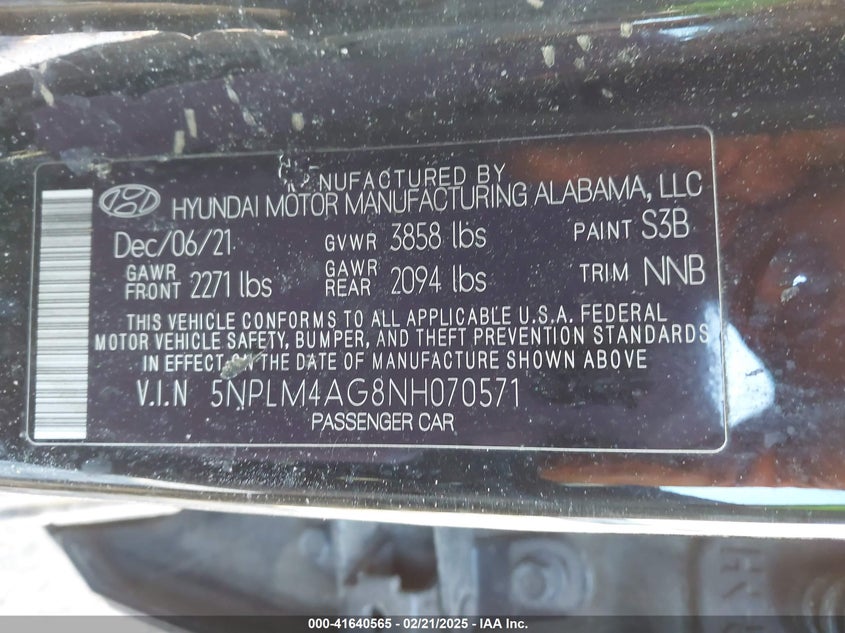 NUFACTURED BY
HYUNDAI MOTOR MANUFACTURING ALABAMA, LLC
Dec/06/21 GVWR 3858 lbs PAINT S3B
GAWR FRONT 2271 lbs GAWR REAR 2094 lbs TRIM NNB
THIS VEHICLE CONFORMS TO ALL APPLICABLE U.S.A. FEDERAL
MOTOR VEHICLE SAFETY, BUMPER, AND THEFT PREVENTION STANDARDS
IN EFFECT ON THE DATE OF MANUFACTURE SHOWN ABOVE
V.I.N 5NPLM4AG8NH070571
PASSENGER CAR
000-41640565 - 02/21/2025 - IAA Inc.